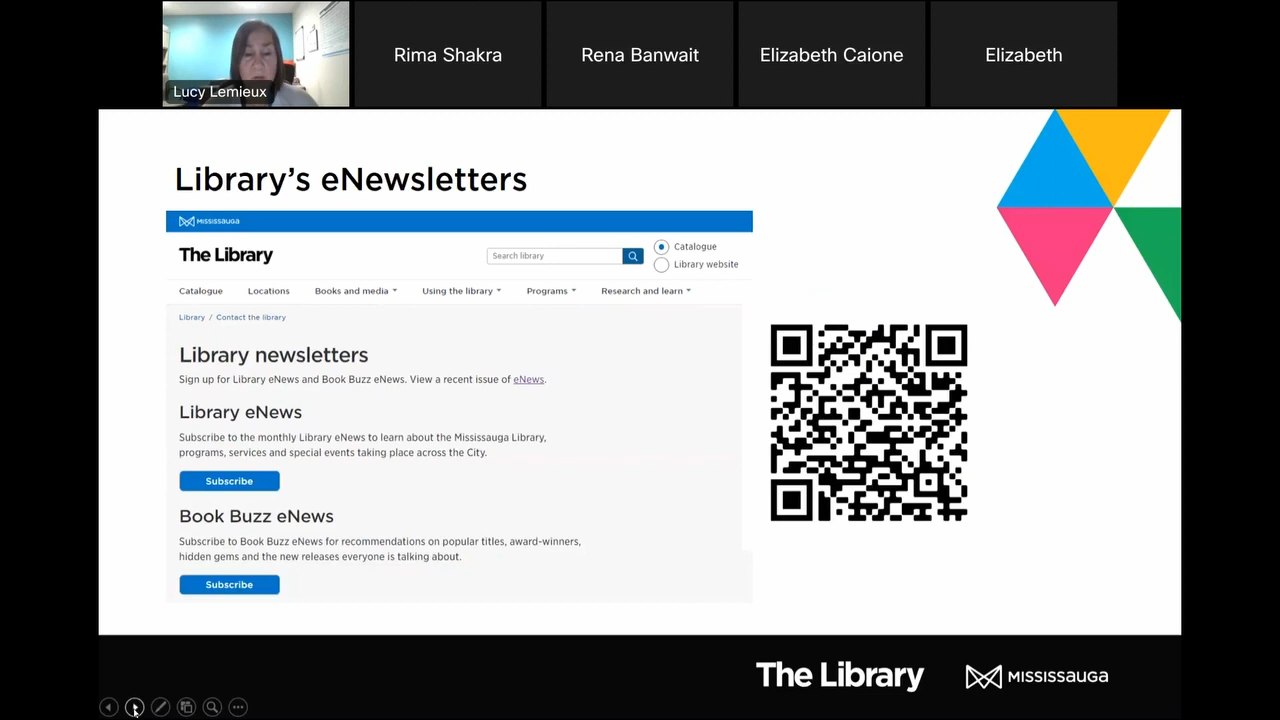 Lucy Lemieux
Rima Shakra
Rena Banwait
Elizabeth Caione
Elizabeth
Library’s eNewsletters
MISSISSAUGA
The Library
Search library
Catalogue
Library website
Catalogue Locations Books and media Using the library Programs Research and learn
Library / Contact the library
Library newsletters
Sign up for Library eNews and Book Buzz eNews. View a recent issue of eNews.
Library eNews
Subscribe to the monthly Library eNews to learn about the Mississauga Library,
programs, services and special events taking place across the City.
Subscribe
Book Buzz eNews
Subscribe to Book Buzz eNews for recommendations on popular titles, award-winners,
hidden gems and the new releases everyone is talking about.
Subscribe
The Library
MISSISSAUGA